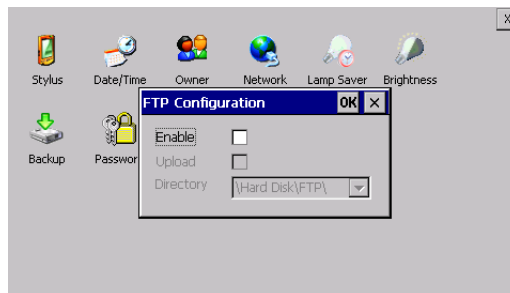 X
Stylus Date/Time Owner Network Lamp Saver Brightness
FTP Configuration OK ×
Backup Passwor
Enable
Upload
Directory \Hard Disk\FTP\